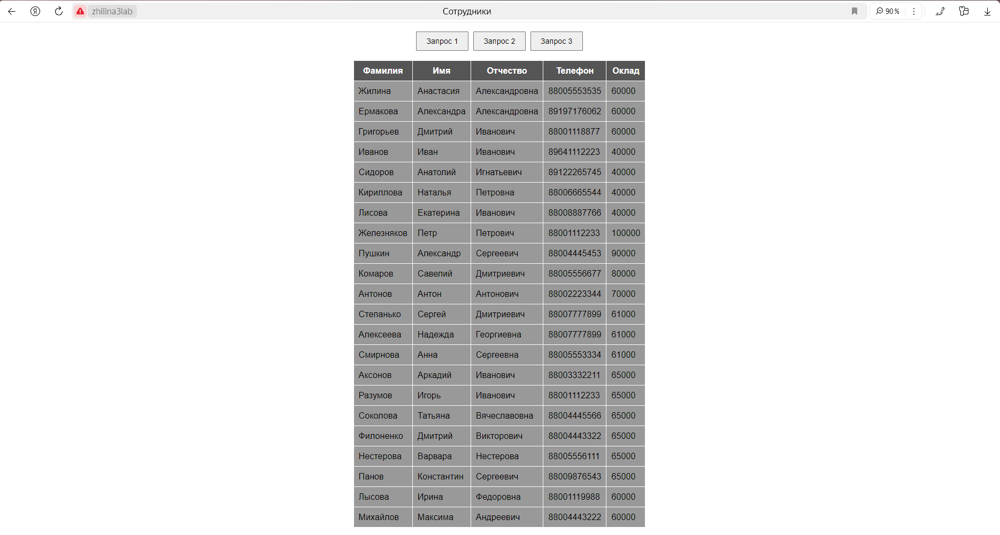 zhilina3lab Сотрудники 90%
Запрос 1 Запрос 2 Запрос 3
Фамилия Имя Отчество Телефон Оклад
Жилина Анастасия Александровна 88005553535 60000
Ермакова Александра Александровна 89197176062 60000
Григорьев Дмитрий Иванович 88001118877 60000
Иванов Иван Иванович 89641112223 40000
Сидоров Анатолий Игнатьевич 89122265745 40000
Кириллова Наталья Петровна 88006665544 40000
Лисова Екатерина Иванович 88008887766 40000
Железняков Петр Петрович 88001112233 100000
Пушкин Александр Сергеевич 88004445453 90000
Комаров Савелий Дмитриевич 88005556677 80000
Антонов Антон Антонович 88002223344 70000
Степанько Сергей Дмитриевич 88007777899 61000
Алексеева Надежда Георгиевна 88007777899 61000
Смирнова Анна Сергеевна 88005553334 61000
Аксонов Аркадий Иванович 88003332211 65000
Разумов Игорь Иванович 88001112233 65000
Соколова Татьяна Вячеславовна 88004445566 65000
Филоненко Дмитрий Викторович 88004443322 65000
Нестерова Варвара Нестерова 88005556111 65000
Панов Константин Сергеевич 88009876543 65000
Лысова Ирина Федоровна 88001119988 60000
Михайлов Максима Андреевич 88004443222 60000